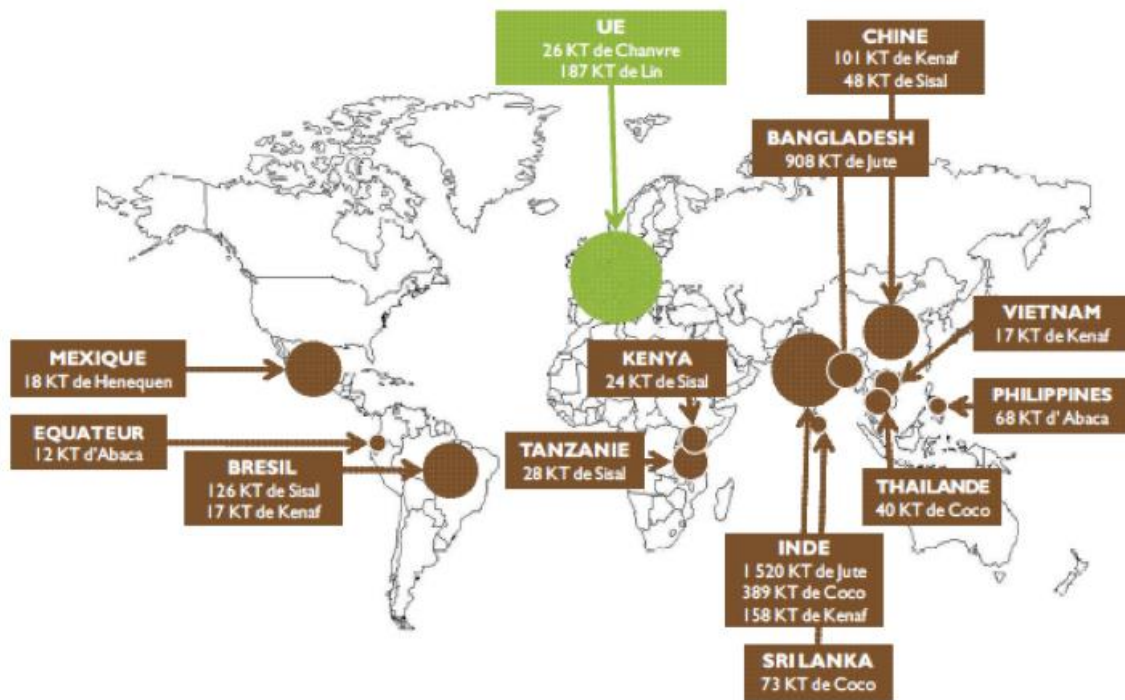 UE
26 KT de Chanvre
187 KT de Lin
CHINE
101 KT de Kenaf
48 KT de Sisal
BANGLADESH
908 KT de Jute
VIETNAM
17 KT de Kenaf
MEXIQUE
18 KT de Henequen
KENYA
24 KT de Sisal
PHILIPPINES
68 KT d' Abaca
EQUATEUR
12 KT d'Abaca
BRESIL
126 KT de Sisal
17 KT de Kenaf
TANZANIE
28 KT de Sisal
THAILANDE
40 KT de Coco
INDE
1 520 KT de Jute
389 KT de Coco
158 KT de Kenaf
SRI LANKA
73 KT de Coco